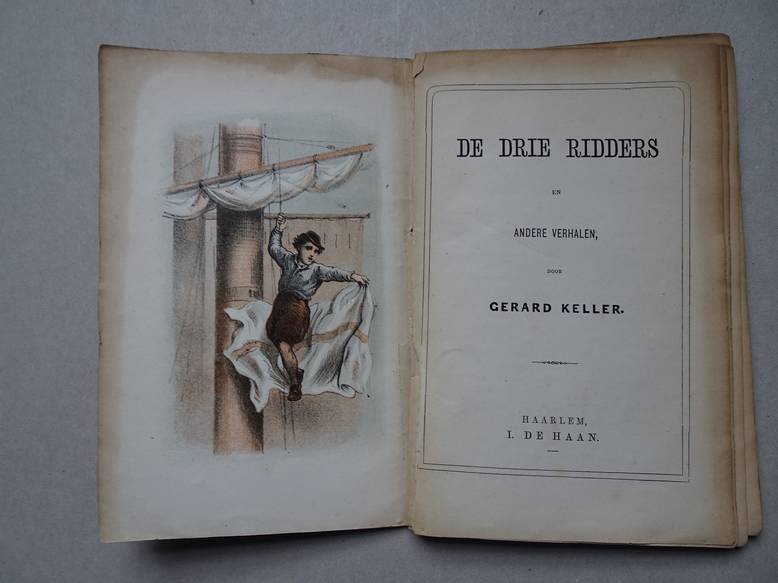 DE DRIE RIDDERS
EN
ANDERE VERHALEN,
DOOR
GERARD KELLER.
HAARLEM,
I. DE HAAN.